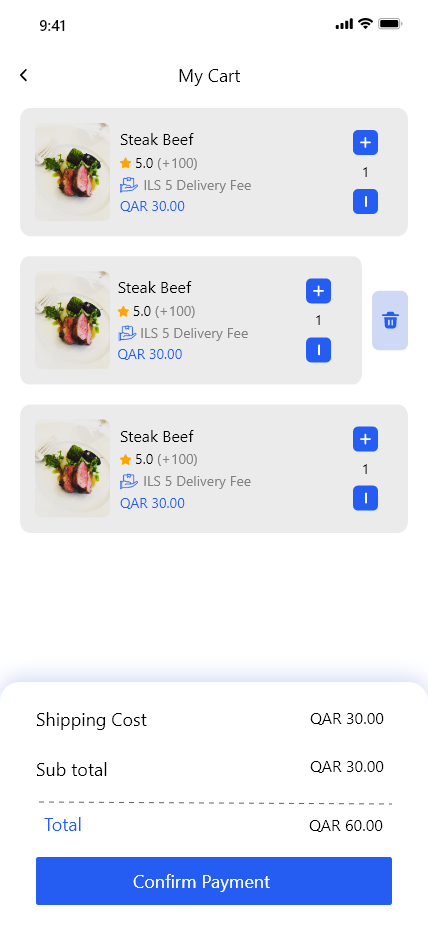 9:41
My Cart
Steak Beef
5.0 (+100)
ILS 5 Delivery Fee
QAR 30.00
1
Steak Beef
5.0 (+100)
ILS 5 Delivery Fee
QAR 30.00
1
Steak Beef
5.0 (+100)
ILS 5 Delivery Fee
QAR 30.00
1
Shipping Cost QAR 30.00
Sub total QAR 30.00
Total QAR 60.00
Confirm Payment